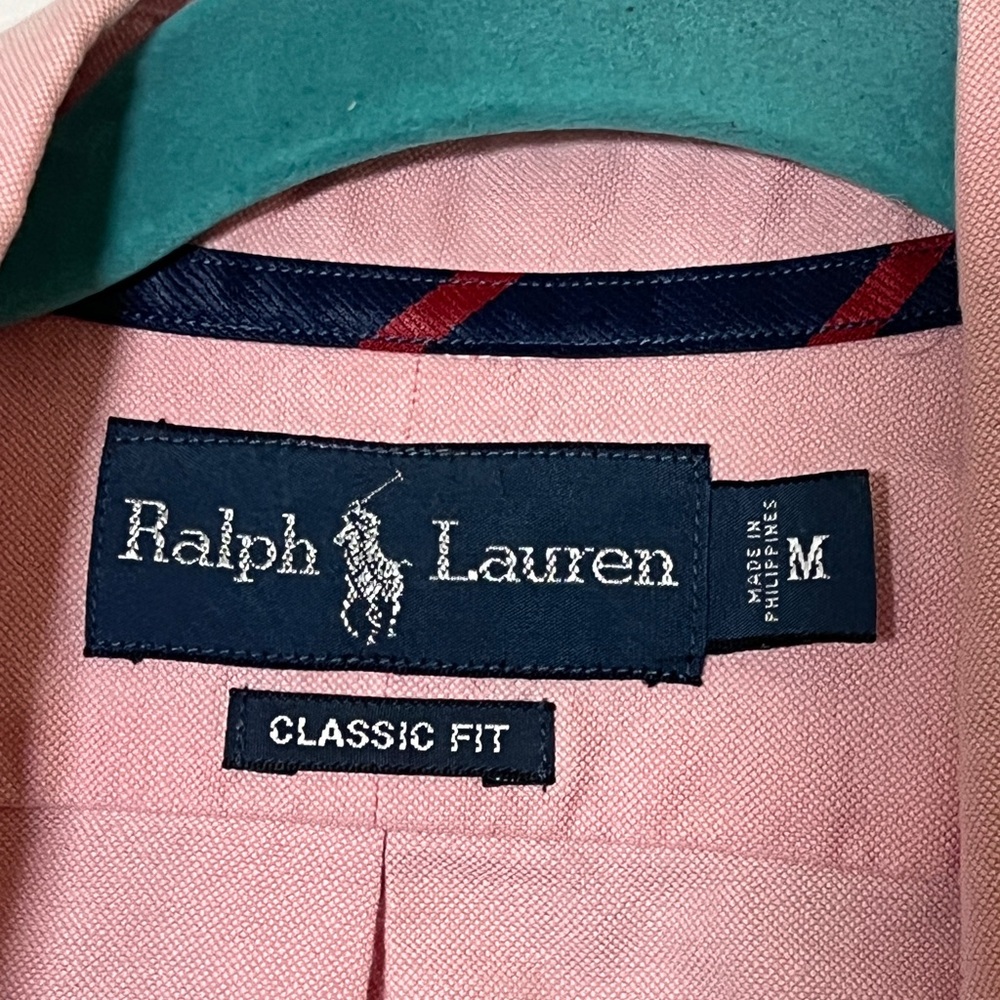 Ralph Lauren
MADE IN
PHILIPPINES
M
CLASSIC FIT